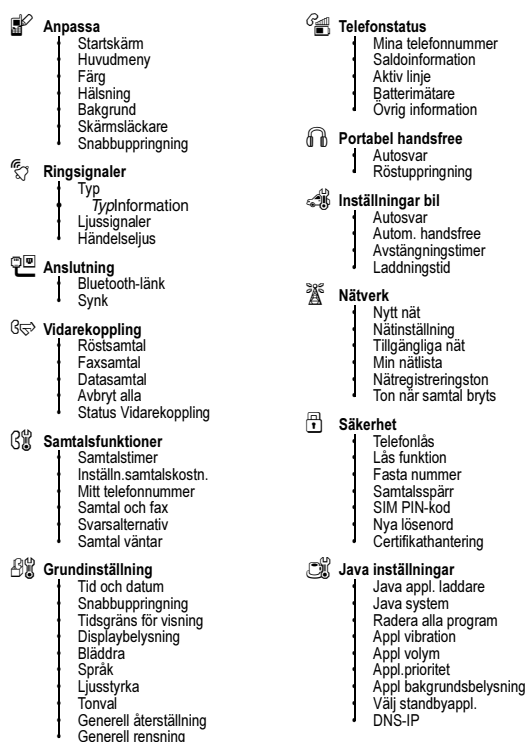 Anpassa
Startskärm
Huvudmeny
Färg
Hälsning
Bakgrund
Skärmsläckare
Snabbuppringning
Ringsignaler
Typ
TypInformation
Ljussignaler
Händelseljus
Anslutning
Bluetooth-länk
Synk
Vidarekoppling
Röstsamtal
Faxsamtal
Datasamtal
Avbryt alla
Status Vidarekoppling
Samtalsfunktioner
Samtalstimer
Inställn.samtalskostn.
Mitt telefonnummer
Samtal och fax
Svarsalternativ
Samtal väntar
Grundinställning
Tid och datum
Snabbuppringning
Tidsgräns för visning
Displaybelysning
Bläddra
Språk
Ljusstyrka
Tonval
Generell återställning
Generell rensning
Telefonstatus
Mina telefonnummer
Saldoinformation
Aktiv linje
Batterimätare
Övrig information
Portabel handsfree
Autosvar
Röstuppringning
Inställningar bil
Autosvar
Autom. handsfree
Avstängningstimer
Laddningstid
Nätverk
Nytt nät
Nätinställning
Tillgängliga nät
Min nätlista
Nätregistreringston
Ton när samtal bryts
Säkerhet
Telefonlås
Lås funktion
Fasta nummer
Samtalsspärr
SIM PIN-kod
Nya lösenord
Certifikathantering
Java inställningar
Java appl. laddare
Java system
Radera alla program
Appl vibration
Appl volym
Appl.prioritet
Appl bakgrundsbelysning
Välj standbyappl.
DNS-IP